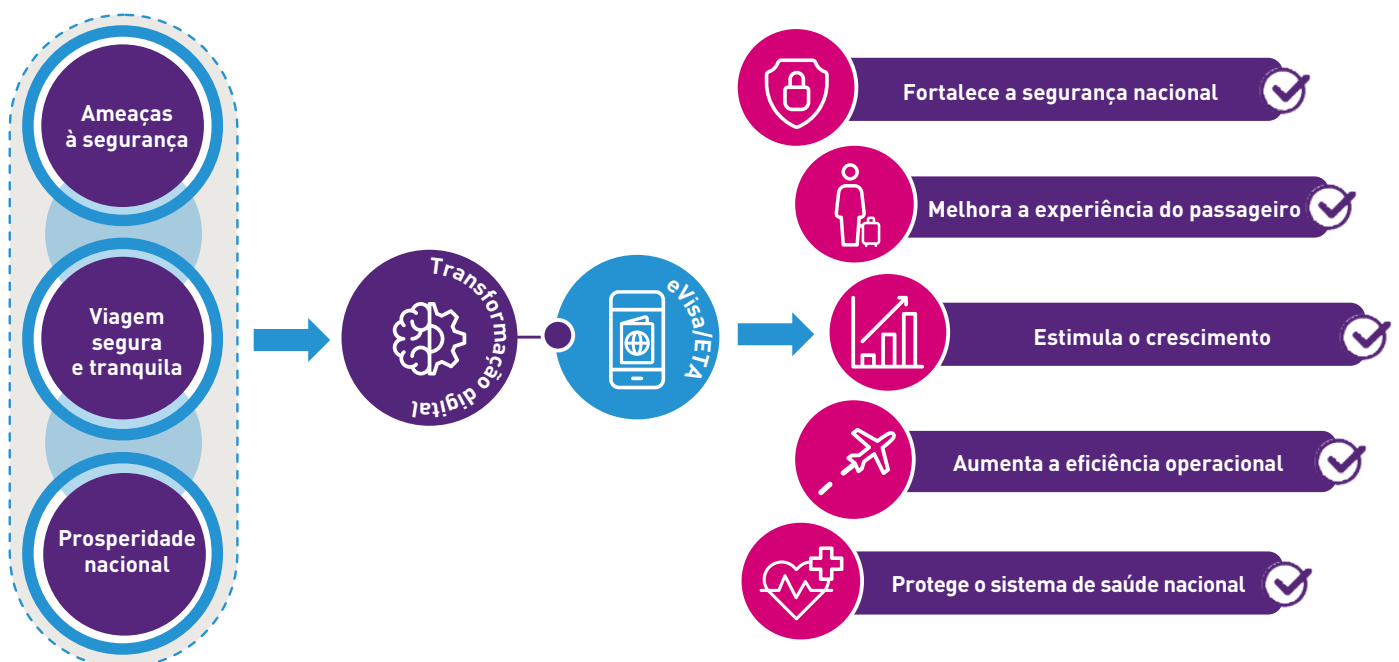 Ameaças
à segurança
Viagem
segura
e tranquila
Prosperidade
nacional
Transformação digital
eVisa/ETA
Fortalece a segurança nacional
Melhora a experiência do passageiro
Estimula o crescimento
Aumenta a eficiência operacional
Protege o sistema de saúde nacional